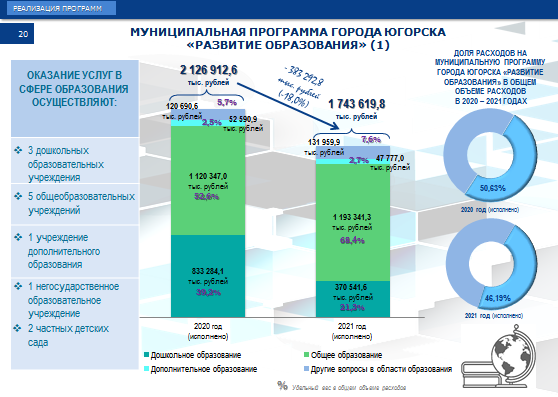 РЕАЛИЗАЦИЯ ПРОГРАММ
20
МУНИЦИПАЛЬНАЯ ПРОГРАММА ГОРОДА ЮГОРСКА
«РАЗВИТИЕ ОБРАЗОВАНИЯ» (1)
ОКАЗАНИЕ УСЛУГ В
СФЕРЕ ОБРАЗОВАНИЯ
ОСУЩЕСТВЛЯЮТ:
3 дошкольных
образовательных
учреждения
5 общеобразовательных
учреждений
1 учреждение
дополнительного
образования
1 негосударственное
образовательное
учреждение
2 частных детских
сада
2 126 912,6
тыс. рублей
- 383 292,8
тыс. рублей
(-18,0%)
1 743 619,8
тыс. рублей
120 690,6
тыс. рублей
5,7%
2,5%
52 590,9
тыс. рублей
1 120 347,0
тыс. рублей
52,6%
833 284,1
тыс. рублей
39,2%
2020 год
(исполнено)
131 959,9
тыс. рублей
7,6%
2,7%
47 777,0
тыс. рублей
1 193 341,3
тыс. рублей
68,4%
370 541,6
тыс. рублей
21,3%
2021 год
(исполнено)
Дошкольное образование
Общее образование
Дополнительное образование
Другие вопросы в области образования
% Удельный вес в общем объеме расходов
ДОЛЯ РАСХОДОВ НА
МУНИЦИПАЛЬНУЮ ПРОГРАММУ
ГОРОДА ЮГОРСКА «РАЗВИТИЕ
ОБРАЗОВАНИЯ» В ОБЩЕМ
ОБЪЕМЕ РАСХОДОВ
В 2020 – 2021 ГОДАХ
50,63%
2020 год (исполнено)
46,19%
2021 год (исполнено)